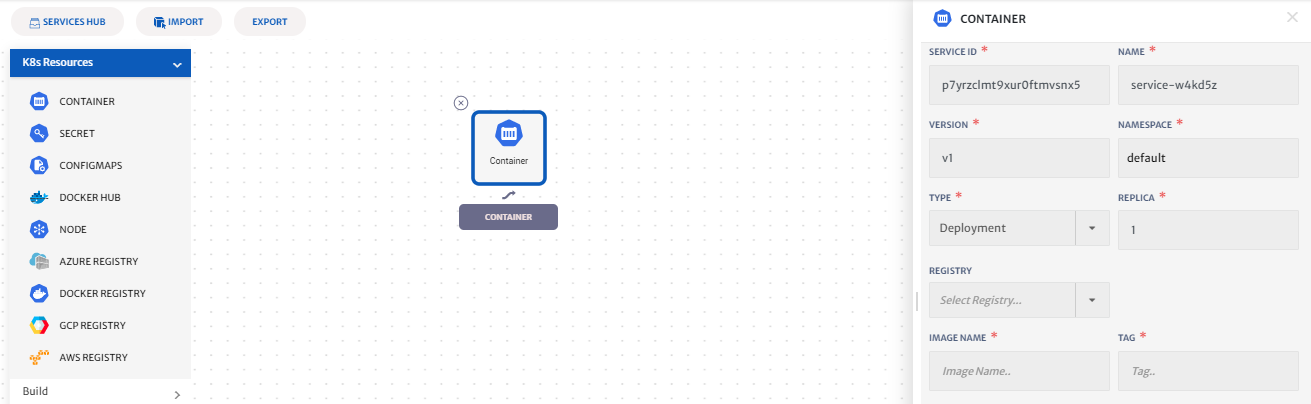 SERVICES HUB
IMPORT
EXPORT
K8s Resources
CONTAINER
SECRET
CONFIGMAPS
DOCKER HUB
NODE
AZURE REGISTRY
DOCKER REGISTRY
GCP REGISTRY
AWS REGISTRY
Build
Container
CONTAINER
CONTAINER
SERVICE ID * NAME *
p7yrzclmt9xur0ftmvsnx5 service-w4kd5z
VERSION * NAMESPACE *
v1 default
TYPE * REPLICA *
Deployment 1
REGISTRY
Select Registry...
IMAGE NAME * TAG *
Image Name.. Tag..